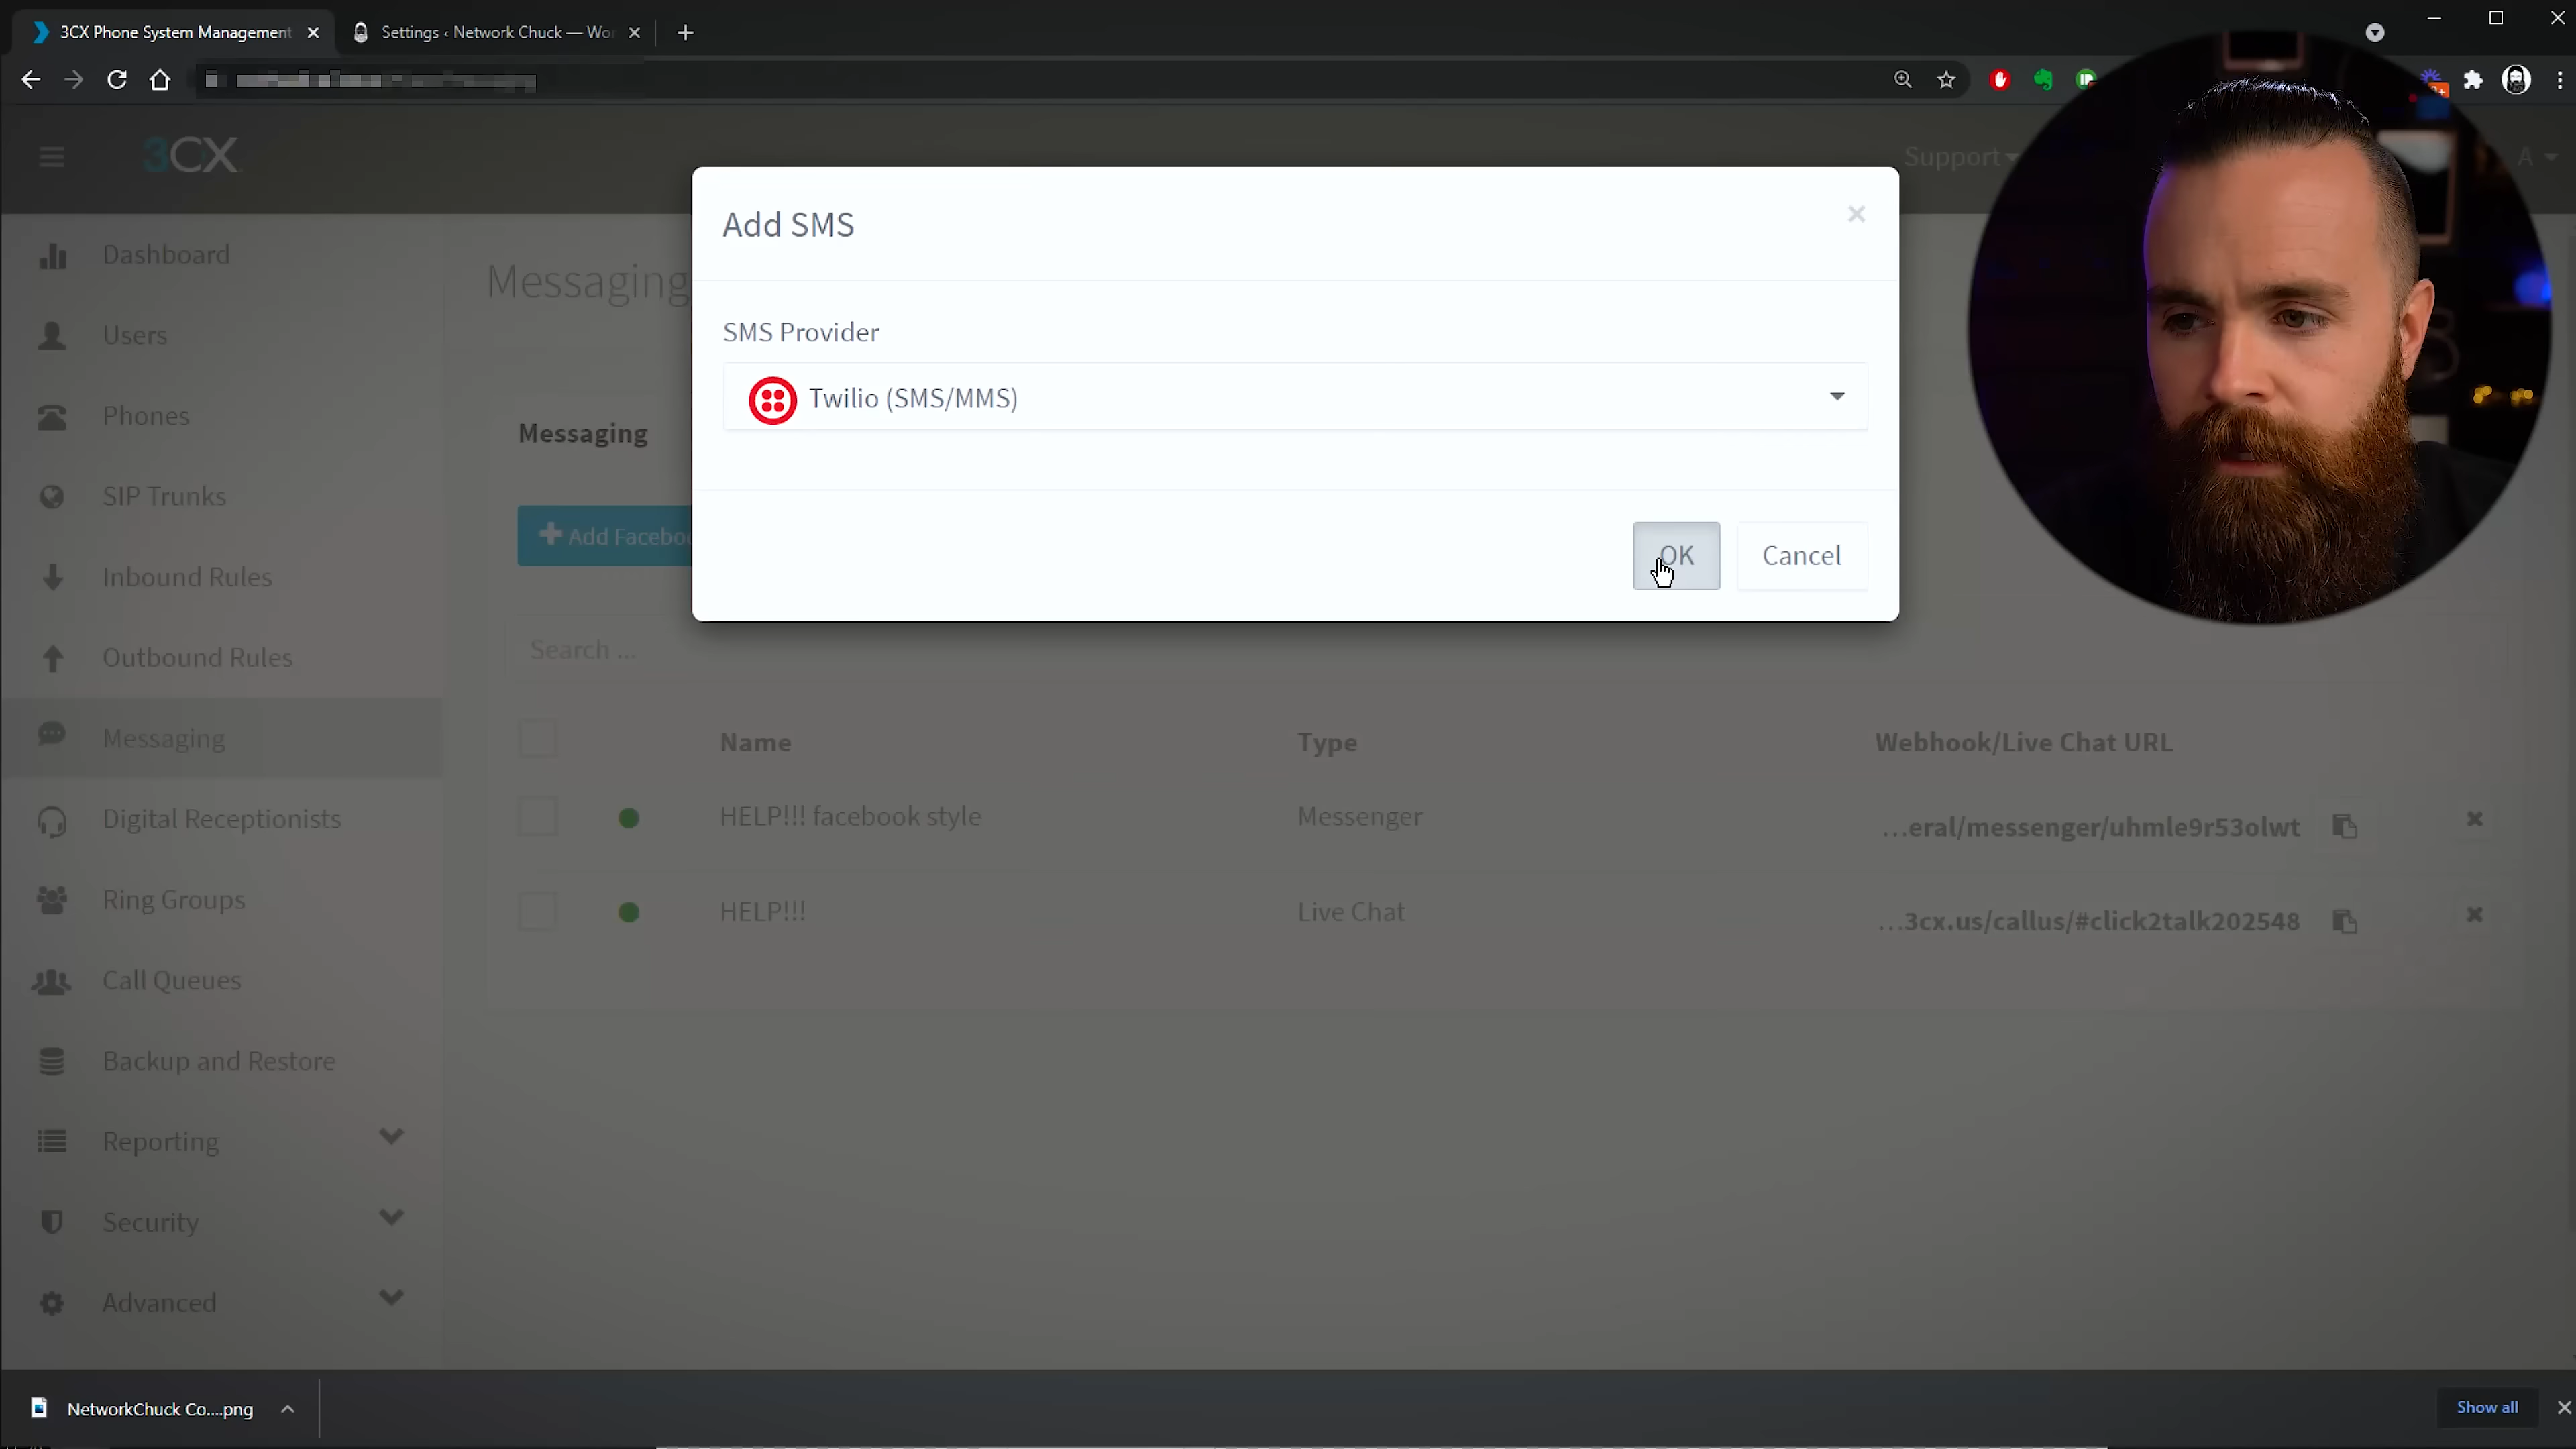 3CX Phone System Management
Settings ‹ Network Chuck — Wor
3CX
Support
A
Add SMS
SMS Provider
Twilio (SMS/MMS)
OK
Cancel
Dashboard
Users
Phones
SIP Trunks
Inbound Rules
Outbound Rules
Messaging
Digital Receptionists
Ring Groups
Call Queues
Backup and Restore
Reporting
Security
Advanced
Messaging
Messaging
Add Faceboo
Search ...
Name Type Webhook/Live Chat URL
HELP!!! facebook style Messenger ...eral/messenger/uhmle9r53olwt
HELP!!! Live Chat ...3cx.us/callus/#click2talk202548
NetworkChuck Co....png
Show all